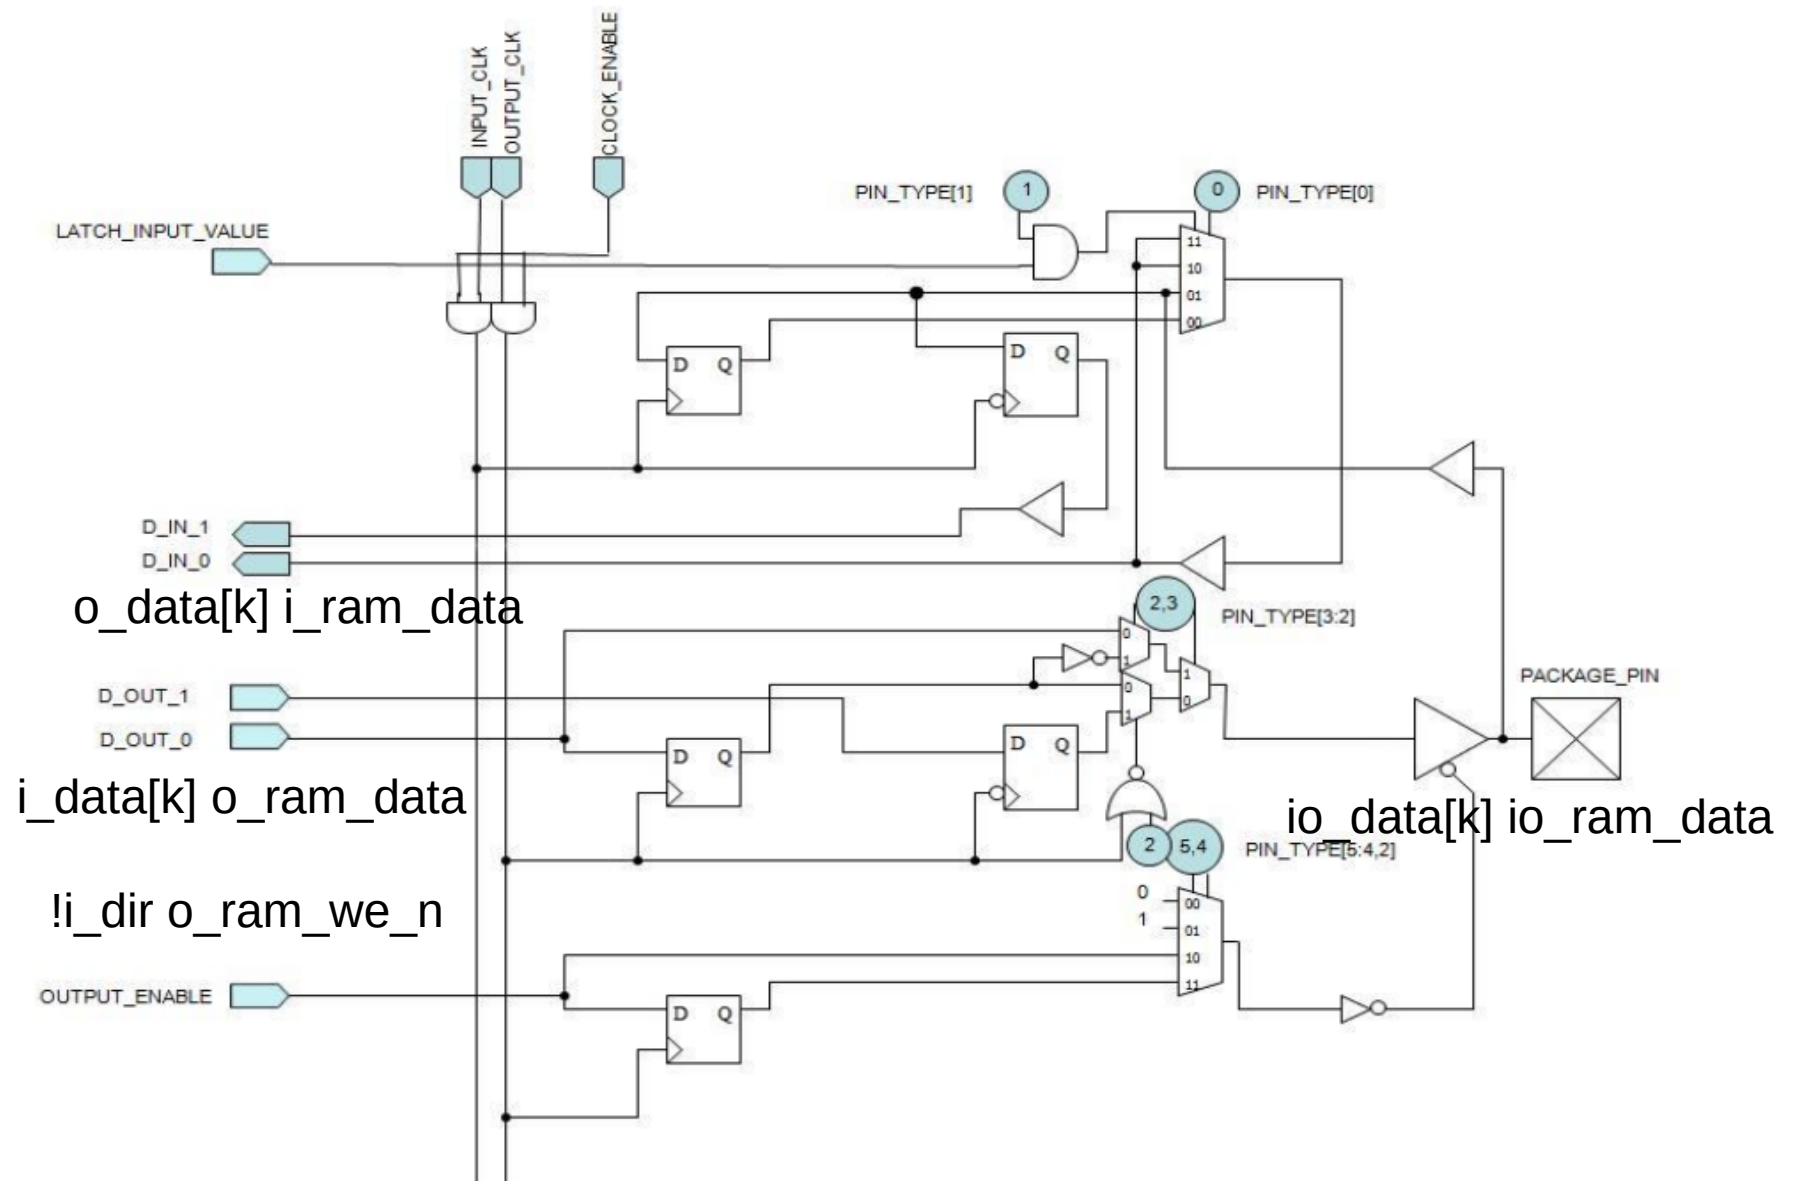 INPUT_CLK
OUTPUT_CLK
CLOCK_ENABLE
PIN_TYPE[1]
1
0
PIN_TYPE[0]
LATCH_INPUT_VALUE
11
10
01
00
D Q
D Q
D_IN_1
D_IN_0
o_data[k] i_ram_data
2,3
PIN_TYPE[3:2]
0
1
0
1
1
0
D_OUT_1
D_OUT_0
D Q
D Q
PACKAGE_PIN
i_data[k] o_ram_data
io_data[k] io_ram_data
2
5,4
PIN_TYPE[5:4,2]
!i_dir o_ram_we_n
0
1
00
01
10
11
OUTPUT_ENABLE
D Q